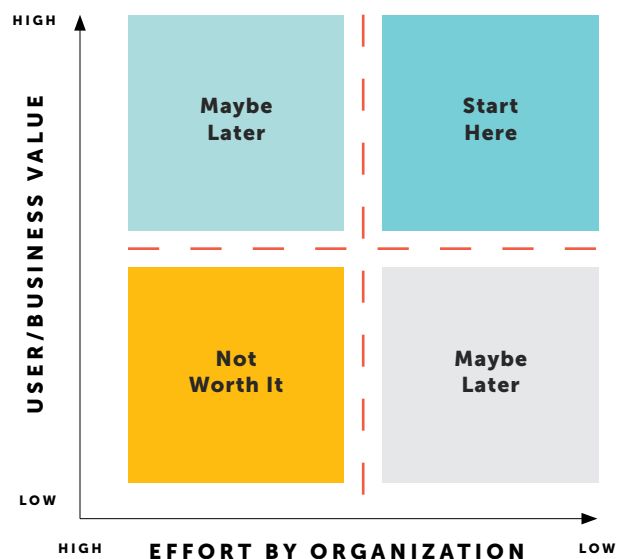 HIGH
USER/BUSINESS VALUE
Maybe
Later
Start
Here
Not
Worth It
Maybe
Later
LOW
HIGH
EFFORT BY ORGANIZATION
LOW